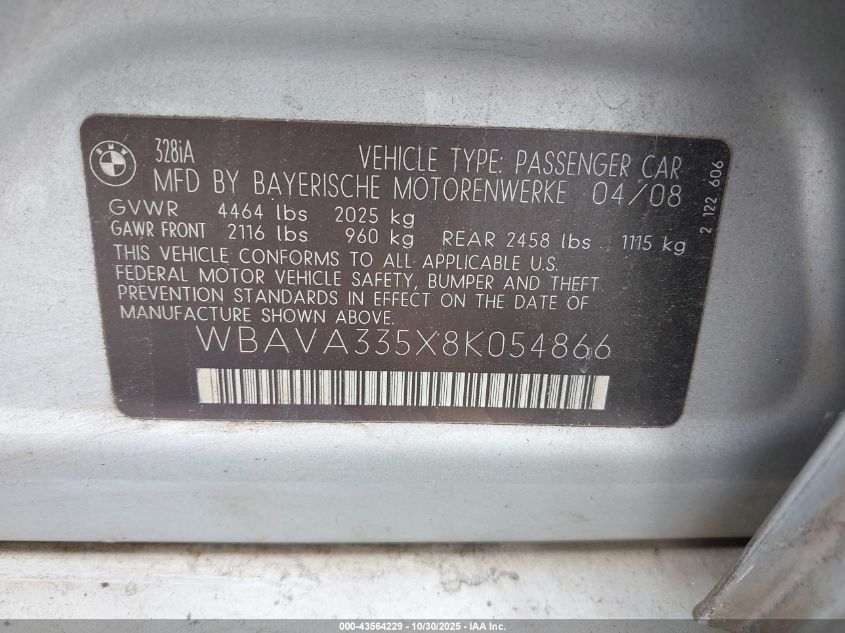 BMW
328iA VEHICLE TYPE: PASSENGER CAR
MFD BY BAYERISCHE MOTORENWERKE 04/08
GVWR 4464 lbs 2025 kg
GAWR FRONT 2116 lbs 960 kg REAR 2458 lbs 1115 kg
THIS VEHICLE CONFORMS TO ALL APPLICABLE U.S.
FEDERAL MOTOR VEHICLE SAFETY, BUMPER AND THEFT
PREVENTION STANDARDS IN EFFECT ON THE DATE OF
MANUFACTURE SHOWN ABOVE.
WBAVA335X8K054866
2 122 606
000-43564229 - 10/30/2025 - IAA Inc.